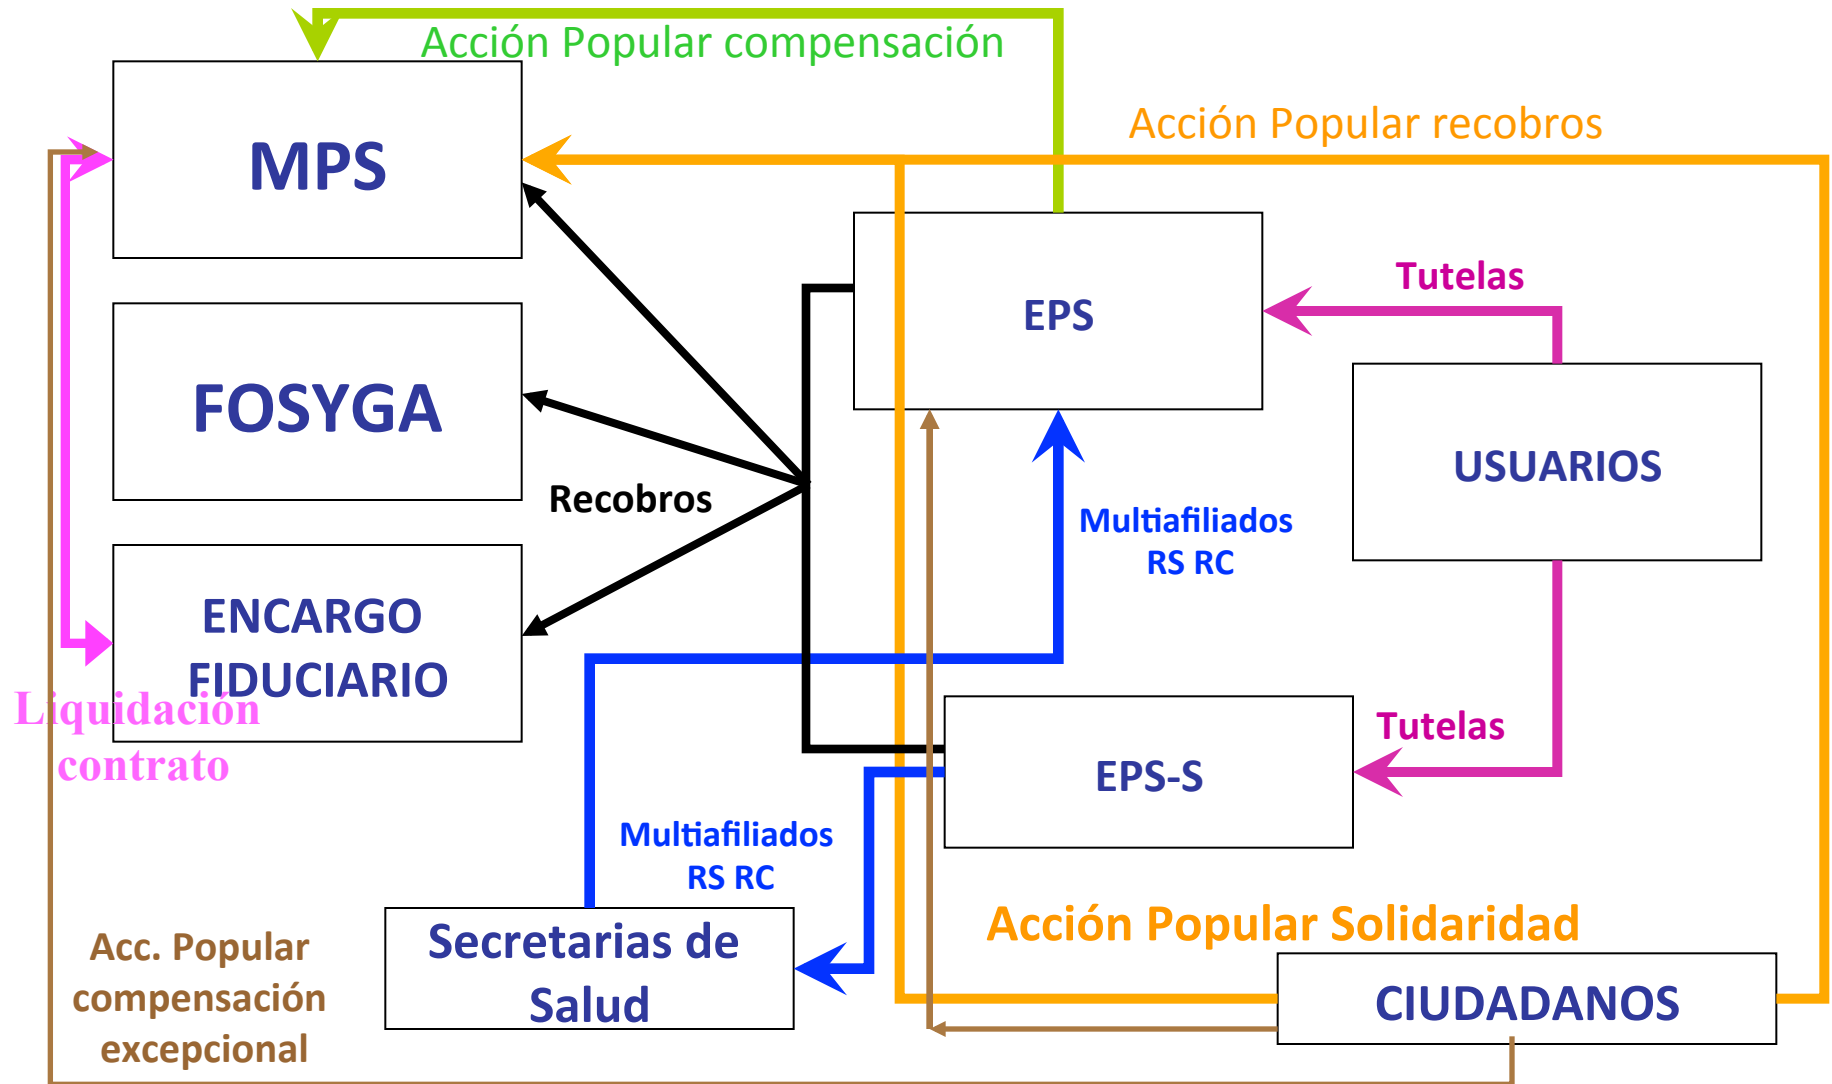 Acción Popular compensación
Acción Popular recobros
MPS
EPS
Tutelas
FOSYGA
USUARIOS
Recobros
Multiafiliados
RS RC
ENCARGO
FIDUCIARIO
Liquidación
contrato
Tutelas
EPS-S
Multiafiliados
RS RC
Acción Popular Solidaridad
Secretarias de
Salud
Acc. Popular
compensación
excepcional
CIUDADANOS